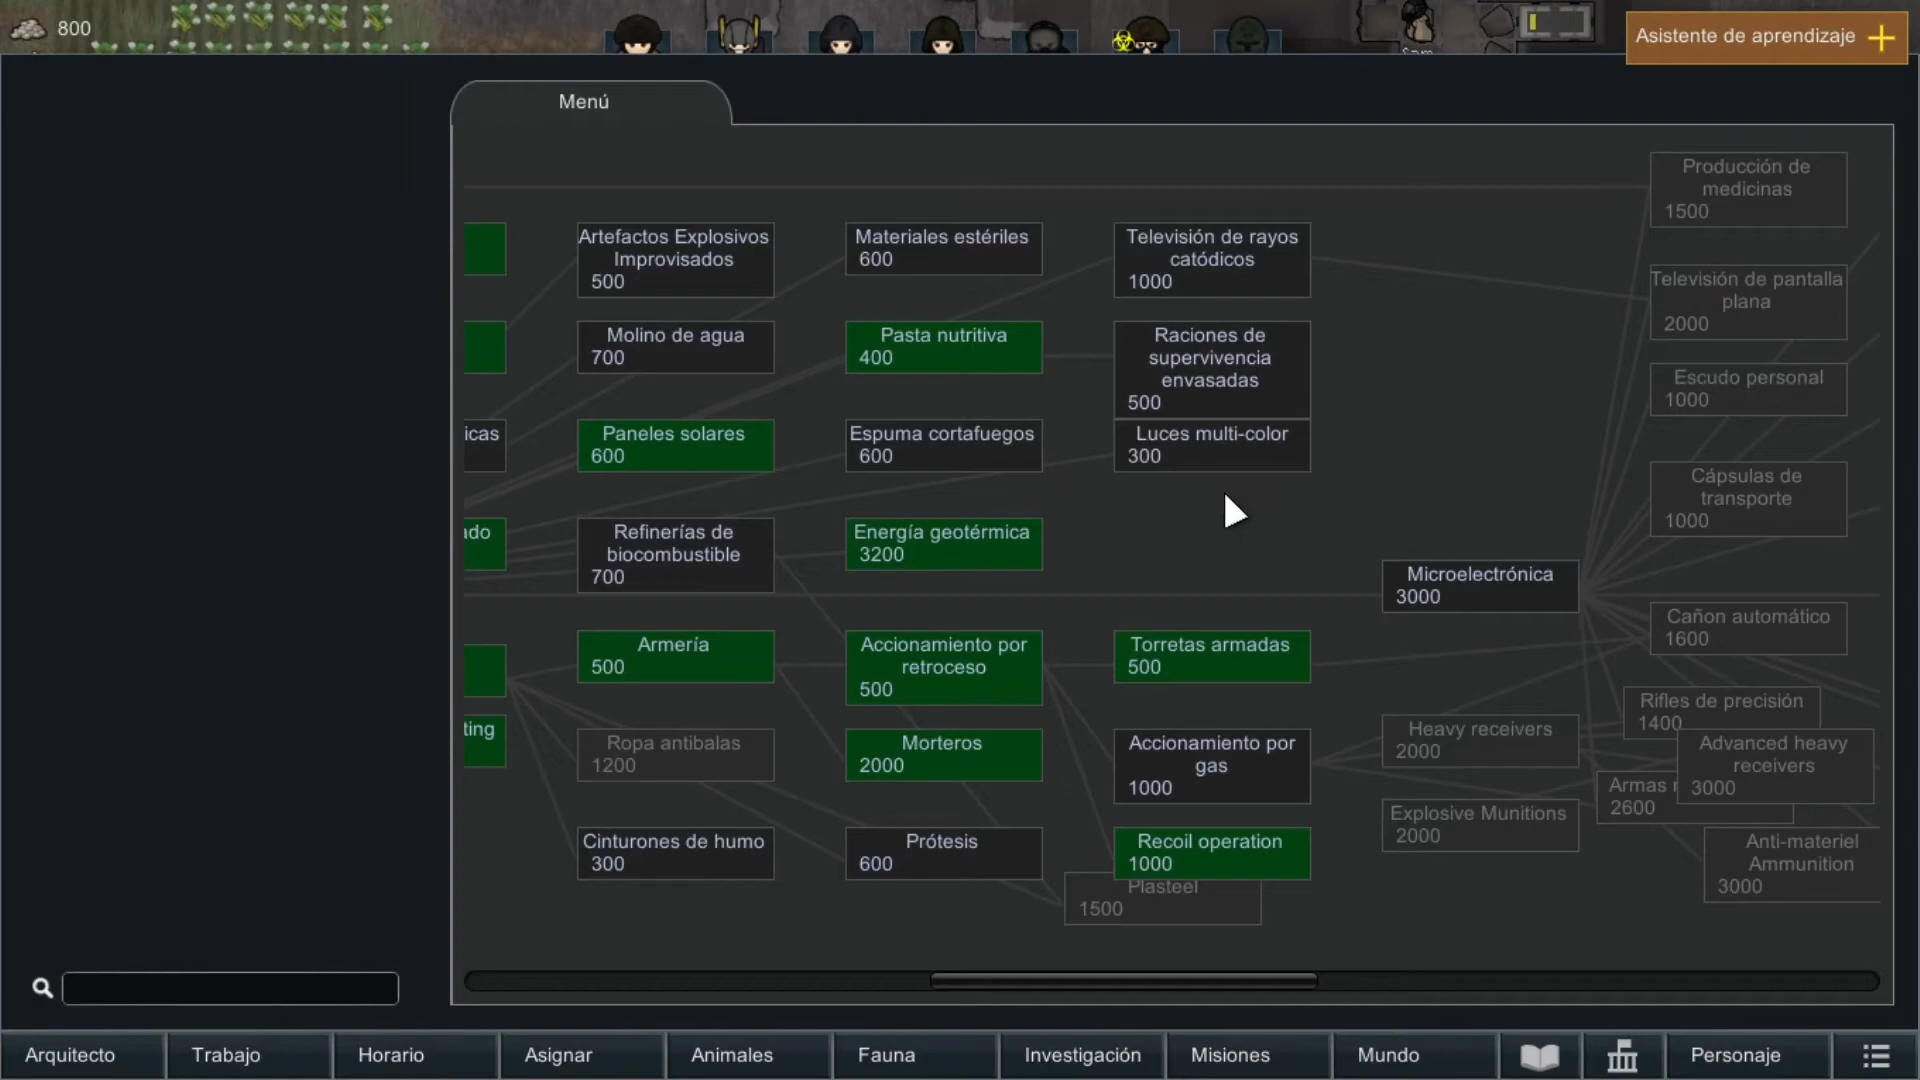 800
Asistente de aprendizaje
Menú
Producción de
medicinas
1500
Artefactos Explosivos
Improvisados
500
Materiales estériles
600
Televisión de rayos
catódicos
1000
Televisión de pantalla
plana
2000
Molino de agua
700
Pasta nutritiva
400
Raciones de
supervivencia
envasadas
500
Escudo personal
1000
icas
Paneles solares
600
Espuma cortafuegos
600
Luces multi-color
300
Cápsulas de
transporte
1000
ado
Refinerías de
biocombustible
700
Energía geotérmica
3200
Microelectrónica
3000
Cañon automático
1600
Armería
500
Accionamiento por
retroceso
500
Torretas armadas
500
Rifles de precisión
1400
ting
Ropa antibalas
1200
Morteros
2000
Accionamiento por
gas
1000
Heavy receivers
2000
Advanced heavy
receivers
3000
Armas
2600
Explosive Munitions
2000
Cinturones de humo
300
Prótesis
600
Recoil operation
1000
Anti-materiel
Ammunition
3000
Plasteel
1500
Arquitecto
Trabajo
Horario
Asignar
Animales
Fauna
Investigación
Misiones
Mundo
Personaje